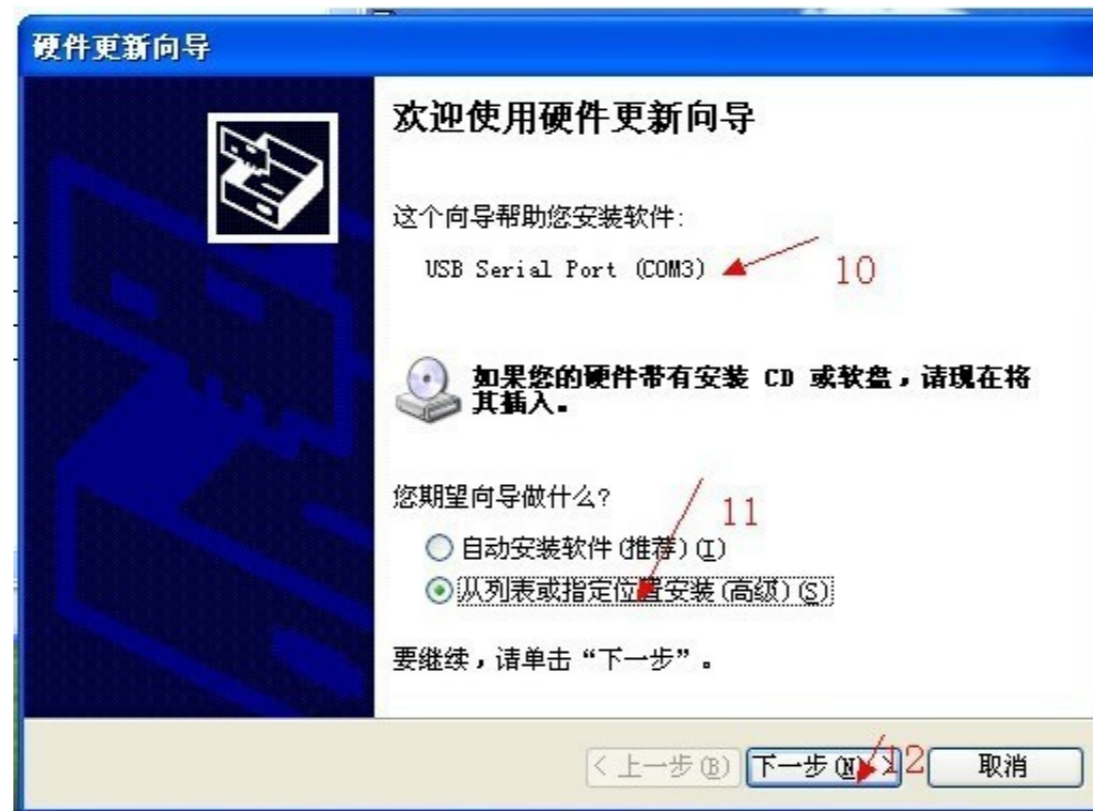 硬件更新向导
欢迎使用硬件更新向导
这个向导帮助您安装软件:
USB Serial Port (COM3)
10
如果您的硬件带有安装 CD 或软盘，请现在将
其插入。
您期望向导做什么?
11
自动安装软件(推荐)(I)
从列表或指定位置安装(高级)(S)
要继续，请单击“下一步”。
< 上一步(B)
下一步(N) >
12
取消